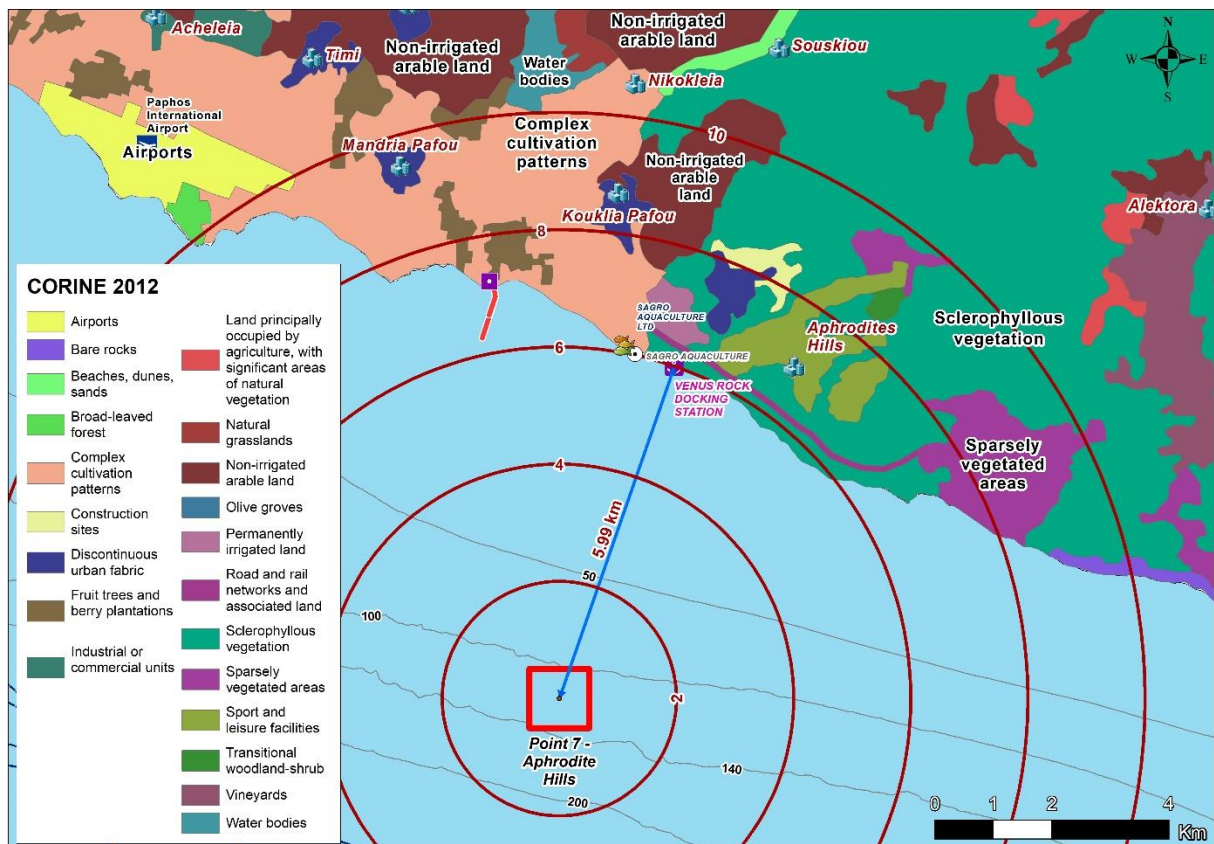 Acheleia
Timi
Non-irrigated
arable land
Non-irrigated
arable land
Souskiou
N
W
E
S
Water
bodies
Nikokleia
Paphos
International
Airport
Airports
Mandria Pafou
Complex
cultivation
patterns
10
Non-irrigated
arable
land
Kouklia Pafou
Alektora
8
SAGRO
AQUACULTURE
LTD
SAGRO AQUACULTURE
VENUS ROCK
DOCKING
STATION
Aphrodites
Hills
Sclerophyllous
vegetation
Sparsely
vegetated
areas
6
4
5.99 km
50
100
2
Point 7 -
Aphrodite
Hills
140
200
CORINE 2012
Airports
Bare rocks
Beaches, dunes,
sands
Broad-leaved
forest
Complex
cultivation
patterns
Construction
sites
Discontinuous
urban fabric
Fruit trees and
berry plantations
Industrial or
commercial units
Land principally
occupied by
agriculture, with
significant areas
of natural
vegetation
Natural
grasslands
Non-irrigated
arable land
Olive groves
Permanently
irrigated land
Road and rail
networks and
associated land
Sclerophyllous
vegetation
Sparsely
vegetated areas
Sport and
leisure facilities
Transitional
woodland-shrub
Vineyards
Water bodies
0 1 2 4
Km